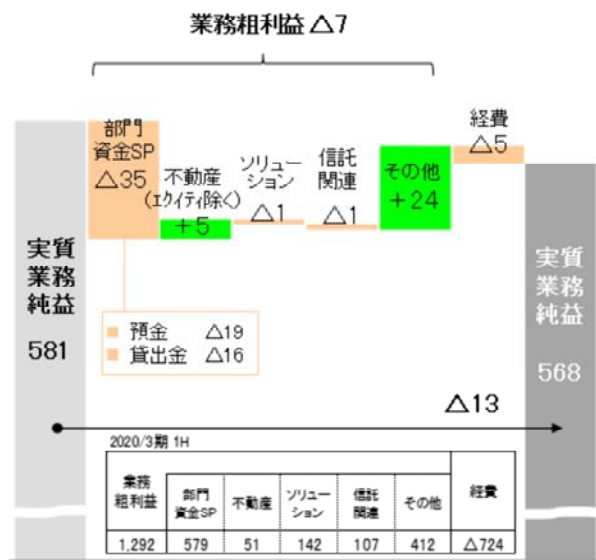 業務粗利益 △7
部門
資金SP
△35
不動産
(エクイティ除く)
+5
ソリュー
ション
△1
信託
関連
△1
その他
+24
経費
△5
実質
業務
純益
581
預金 △19
貸出金 △16
実質
業務
純益
568
△13
2020/3期 1H
業務
粗利益
部門
資金SP
不動産
ソリュー
ション
信託
関連
その他
経費
1,292 579 51 142 107 412 △724